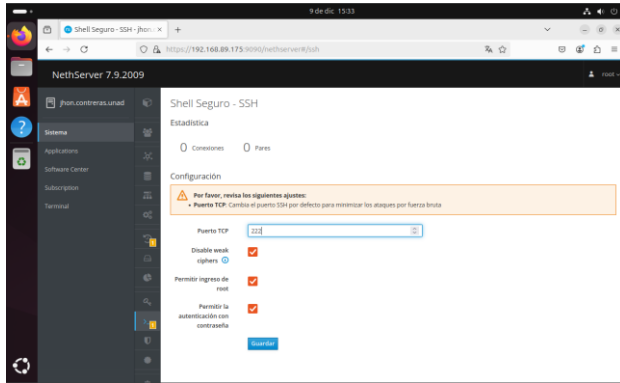 9 de dic 15:33
Shell Seguro - SSH - jhon.c
https://192.168.89.175:9090/nethserver#/ssh
NethServer 7.9.2009
root
jhon.contreras.unad
Sistema
Applications
Software Center
Subscription
Terminal
Shell Seguro - SSH
Estadística
0 Conexiones 0 Pares
Configuración
Por favor, revisa los siguientes ajustes:
• Puerto TCP: Cambia el puerto SSH por defecto para minimizar los ataques por fuerza bruta
Puerto TCP 222
Disable weak
ciphers
Permitir ingreso de
root
Permitir la
autenticación con
contraseña
Guardar